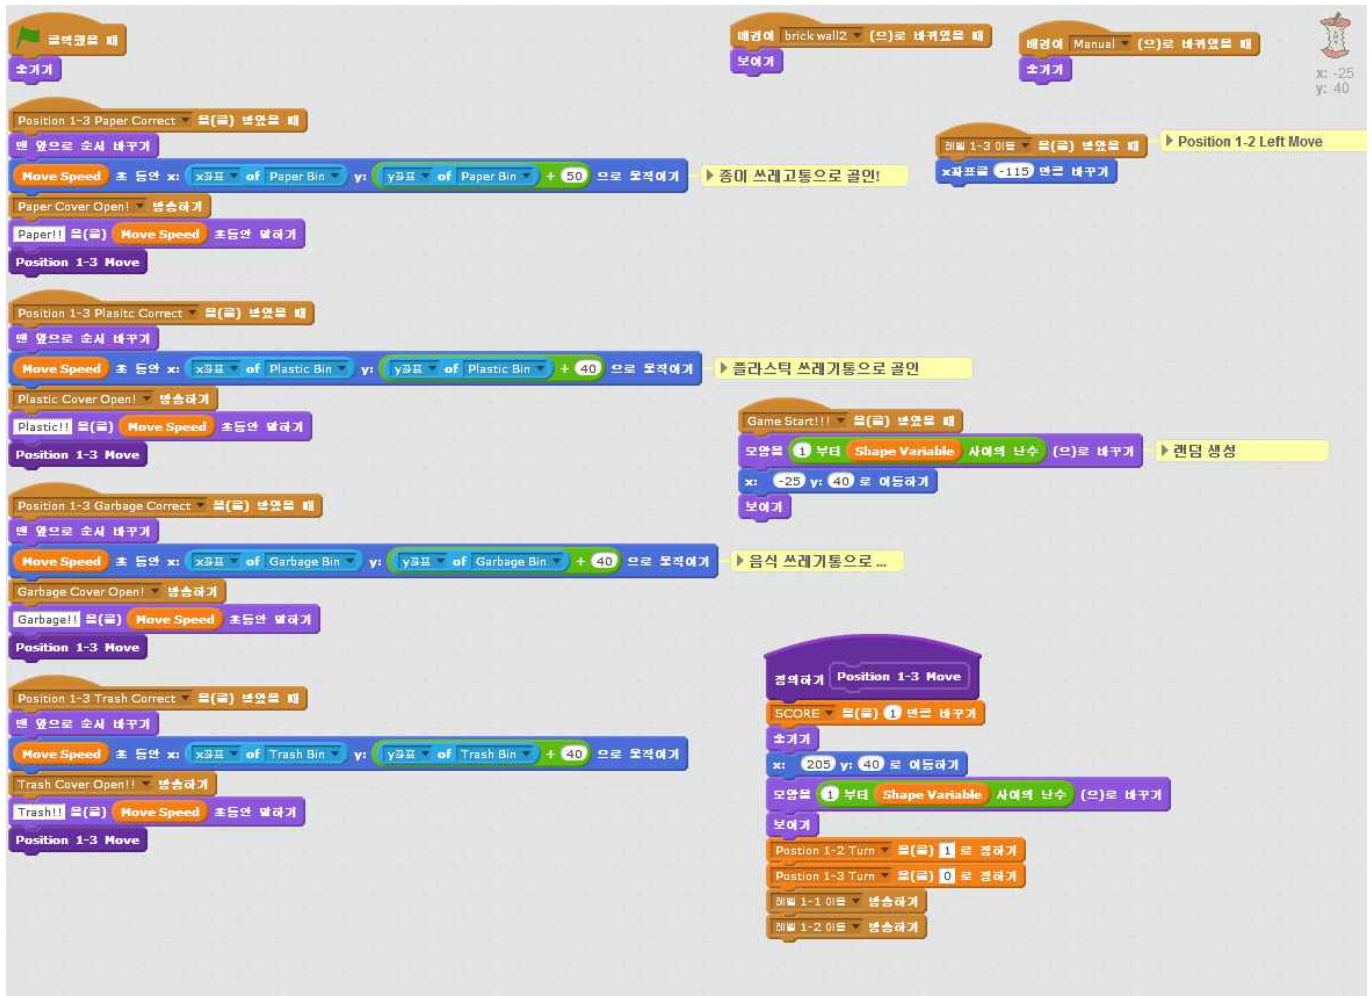 클릭했을 때
숨기기
Position 1-3 Paper Correct 을(를) 받았을 때
맨 앞으로 순서 바꾸기
Move Speed 초 동안 x: x좌표 of Paper Bin y: y좌표 of Paper Bin + 50 으로 움직이기
종이 쓰레고통으로 골인!
Paper Cover Open! 방송하기
Paper!! 을(를) Move Speed 초동안 말하기
Position 1-3 Move
Position 1-3 Plasitc Correct 을(를) 받았을 때
맨 앞으로 순서 바꾸기
Move Speed 초 동안 x: x좌표 of Plastic Bin y: y좌표 of Plastic Bin + 40 으로 움직이기
플라스틱 쓰레기통으로 골인
Plastic Cover Open! 방송하기
Plastic!! 을(를) Move Speed 초동안 말하기
Position 1-3 Move
Position 1-3 Garbage Correct 을(를) 받았을 때
맨 앞으로 순서 바꾸기
Move Speed 초 동안 x: x좌표 of Garbage Bin y: y좌표 of Garbage Bin + 40 으로 움직이기
음식 쓰레기통으로 ...
Garbage Cover Open! 방송하기
Garbage!! 을(를) Move Speed 초동안 말하기
Position 1-3 Move
Position 1-3 Trash Correct 을(를) 받았을 때
맨 앞으로 순서 바꾸기
Move Speed 초 동안 x: x좌표 of Trash Bin y: y좌표 of Trash Bin + 40 으로 움직이기
Trash Cover Open!! 방송하기
Trash!! 을(를) Move Speed 초동안 말하기
Position 1-3 Move
배경이 brick wall2 (으)로 바뀌었을 때
보이기
배경이 Manual (으)로 바뀌었을 때
숨기기
x: -25
y: 40
레벨 1-3 이동 을(를) 받았을 때
Position 1-2 Left Move
x좌표를 -115 만큼 바꾸기
Game Start!!! 을(를) 받았을 때
모양을 1 부터 Shape Variable 사이의 난수 (으)로 바꾸기
랜덤 생성
x: -25 y: 40 로 이동하기
보이기
정의하기 Position 1-3 Move
SCORE 을(를) 1 만큼 바꾸기
숨기기
x: 205 y: 40 로 이동하기
모양을 1 부터 Shape Variable 사이의 난수 (으)로 바꾸기
보이기
Postion 1-2 Turn 을(를) 1 로 정하기
Postion 1-3 Turn 을(를) 0 로 정하기
레벨 1-1 이동 방송하기
레벨 1-2 이동 방송하기